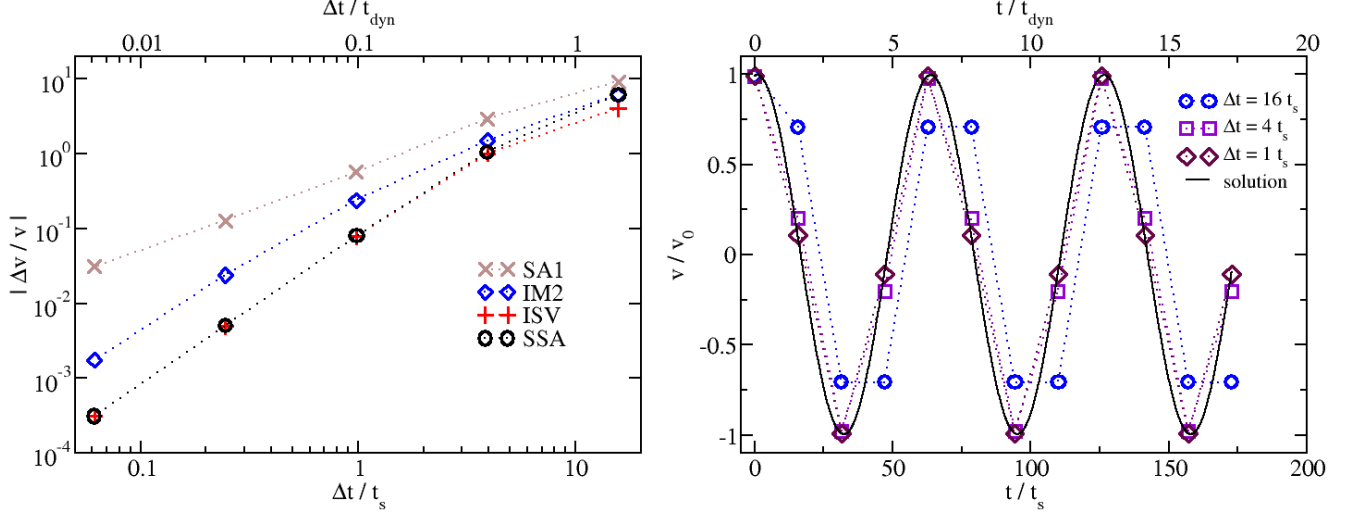 Δt / t_dyn
0.01 0.1 1
10^1
10^0
10^-1
10^-2
10^-3
10^-4
| Δv / v |
SA1
IM2
ISV
SSA
0.1 1 10
Δt / t_s
t / t_dyn
0 5 10 15 20
1
0.5
0
-0.5
-1
v / v_0
Δt = 16 t_s
Δt = 4 t_s
Δt = 1 t_s
solution
0 50 100 150 200
t / t_s